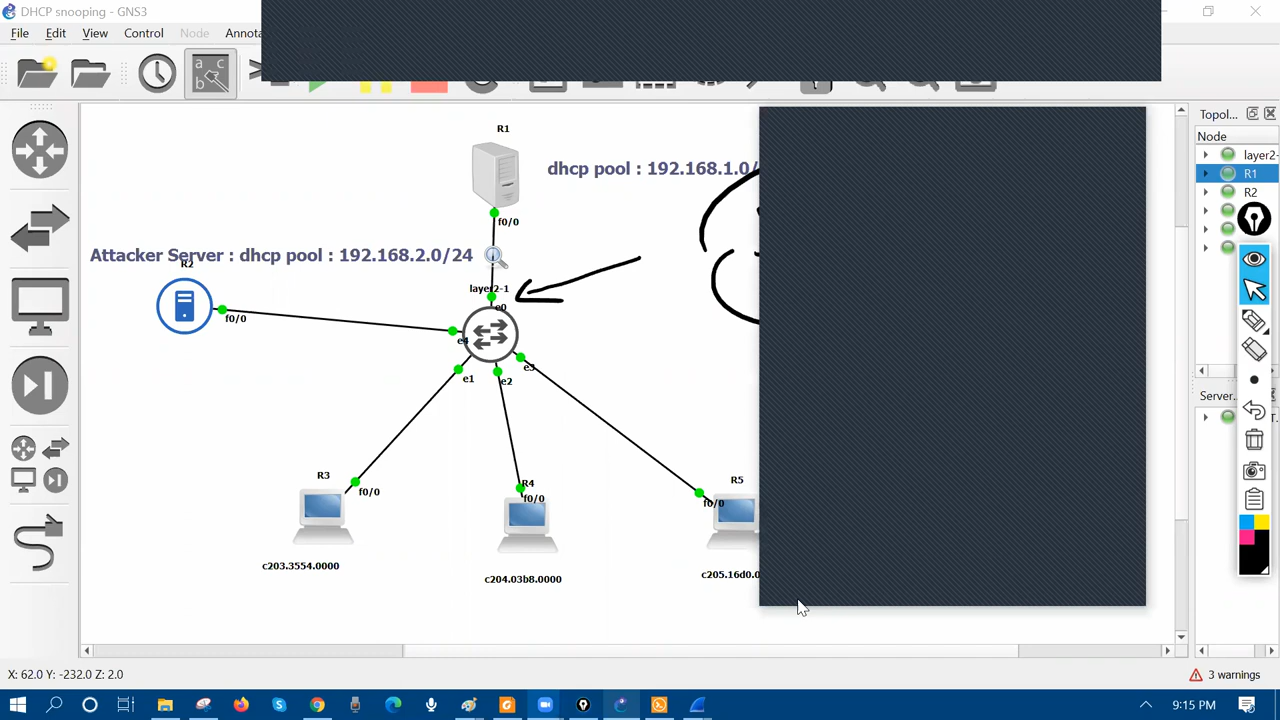 DHCP snooping - GNS3
File Edit View Control Node Annota
a c
b
Topol...
Node
layer2
R1
R2
Server...
R1
dhcp pool : 192.168.1.0/
f0/0
Attacker Server : dhcp pool : 192.168.2.0/24
R2
f0/0
layer2-1
e0
e4
e1
e2
e3
R3
f0/0
c203.3554.0000
R4
f0/0
c204.03b8.0000
R5
f0/0
c205.16d0.0
X: 62.0 Y: -232.0 Z: 2.0
3 warnings
9:15 PM